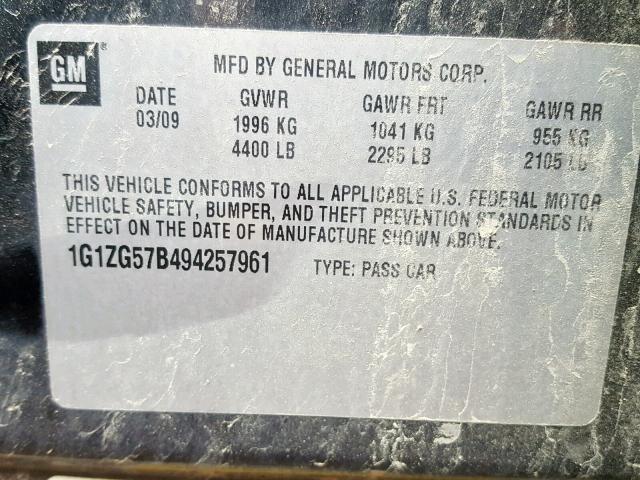 GM®
MFD BY GENERAL MOTORS CORP.
DATE GVWR GAWR FRT GAWR RR
03/09 1996 KG 1041 KG 955 KG
4400 LB 2295 LB 2105 LB
THIS VEHICLE CONFORMS TO ALL APPLICABLE U.S. FEDERAL MOTOR
VEHICLE SAFETY, BUMPER, AND THEFT PREVENTION STANDARDS IN
EFFECT ON THE DATE OF MANUFACTURE SHOWN ABOVE.
1G1ZG57B494257961 TYPE: PASS CAR